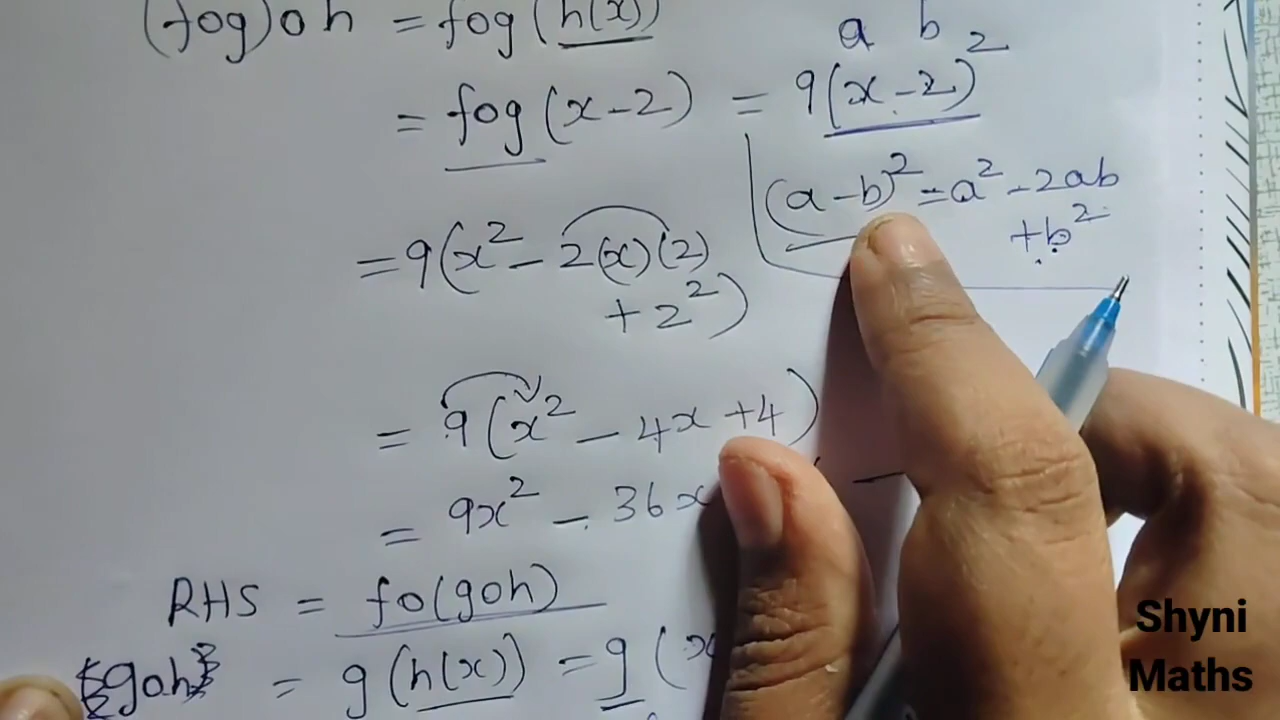 (fog)oh = fog(h(x))
= fog(x-2) = 9(x-2)²
a b
(a-b)² = a² - 2ab
+b²
= 9(x² - 2(x)(2)
+ 2²)
= 9(x² - 4x + 4)
= 9x² - 36x
RHS = fo(goh)
goh = g(h(x)) = g(x
Shyni
Maths